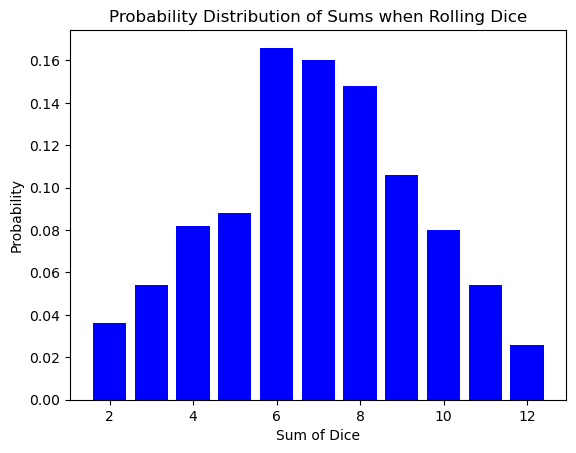 Probability Distribution of Sums when Rolling Dice
0.16
0.14
0.12
0.10
0.08
0.06
0.04
0.02
0.00
Probability
2 4 6 8 10 12
Sum of Dice